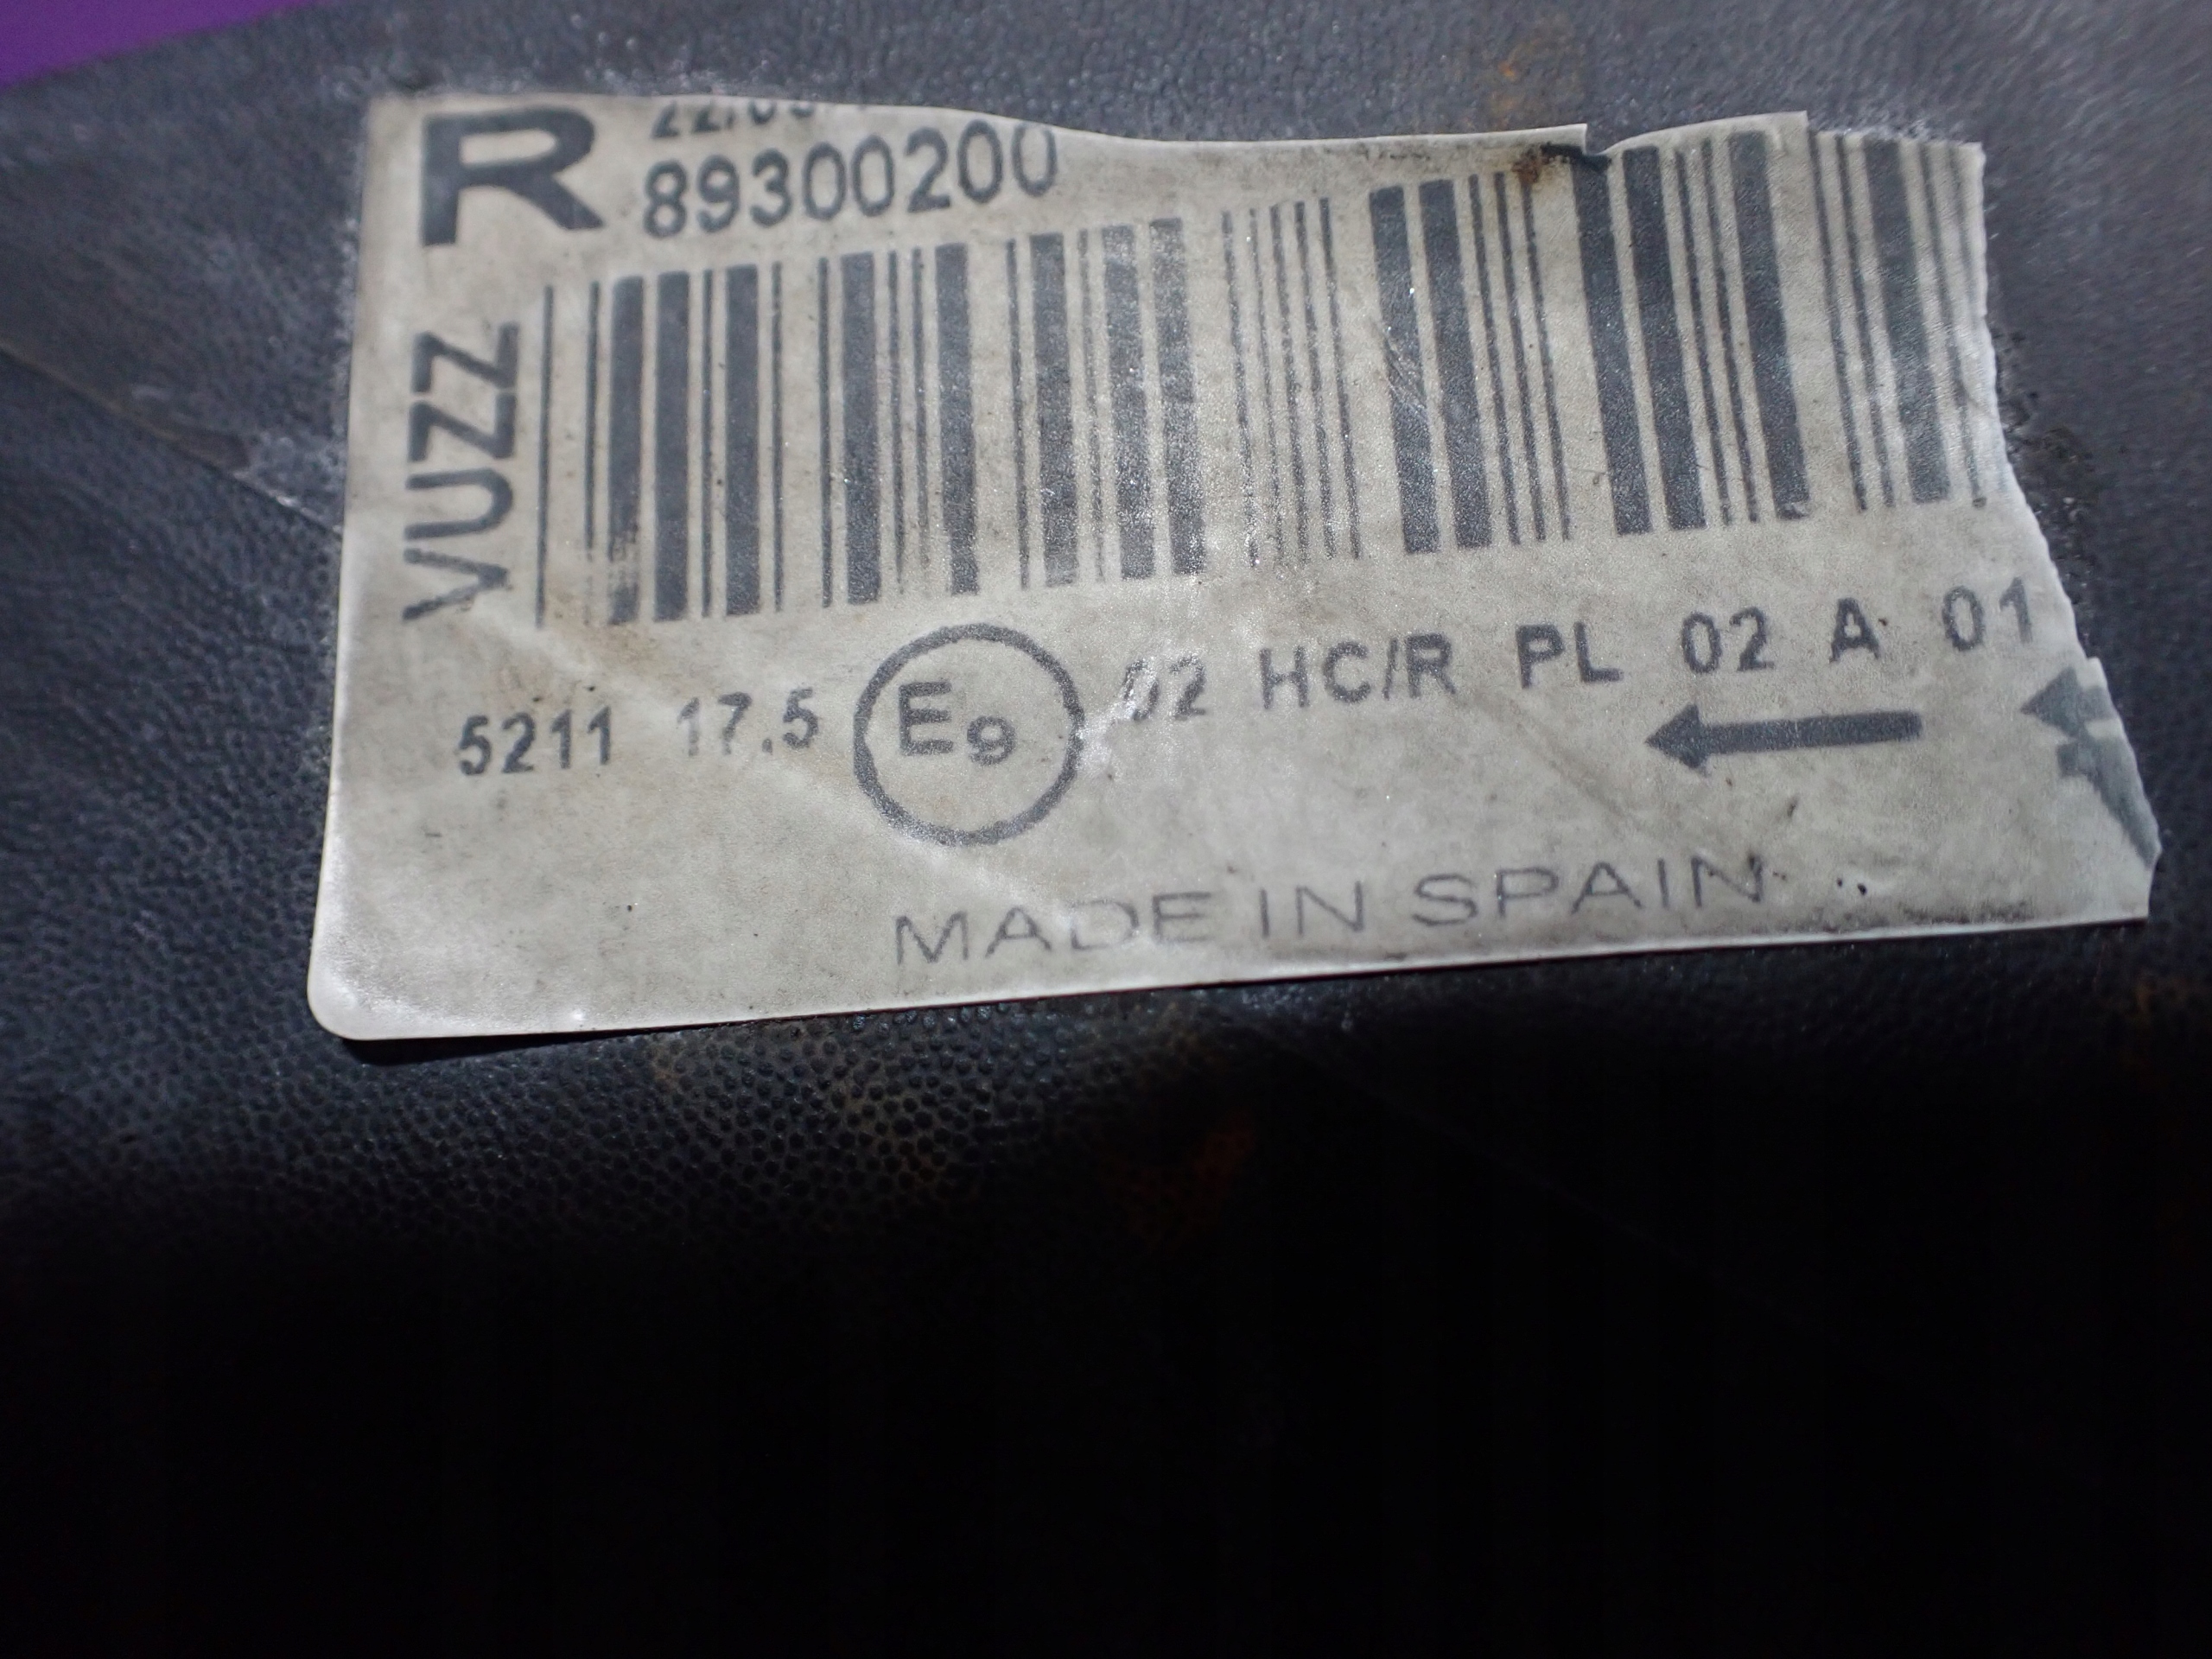 R
89300200
VUZZ
5211 17.5 E9 02 HC/R PL 02 A 01
MADE IN SPAIN